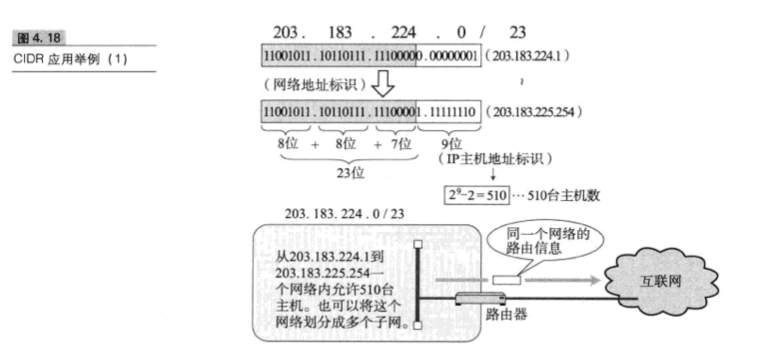 图4.18
CIDR 应用举例 (1)
203. 183 . 224 . 0 / 23
11001011 . 10110111 . 11100000 . 00000001 (203.183.224.1)
(网络地址标识)
~
11001011 . 10110111 . 11100001 . 11111110 (203.183.225.254)
8位 + 8位 + 7位 9位
23位
(IP主机地址标识)
2⁹−2=510 … 510台主机数
203. 183. 224. 0/23
从203.183.224.1到
203.183.225.254一
个网络内允许510台
主机。也可以将这个
网络划分成多个子网。
同一个网络的
路由信息
互联网
路由器